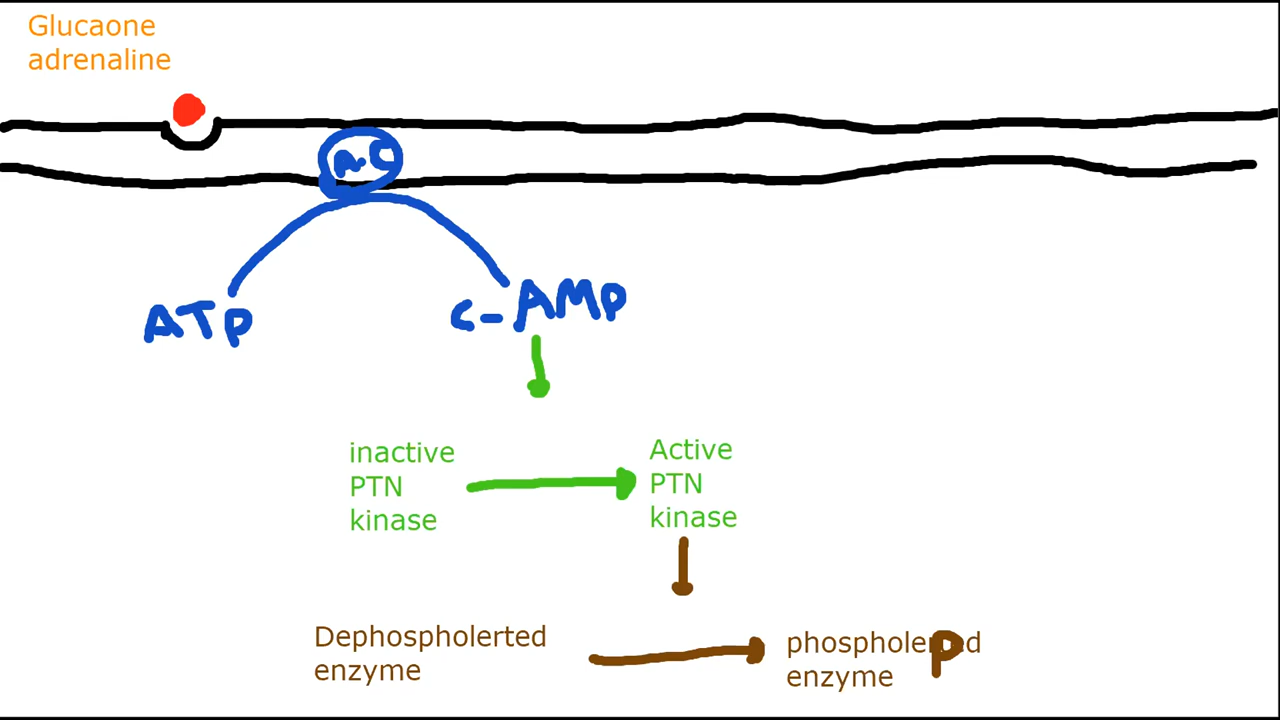 Glucaone
adrenaline
A.C
ATP
C-AMP
inactive
PTN
kinase
Active
PTN
kinase
Dephospholerted
enzyme
phospholerted
enzyme
P